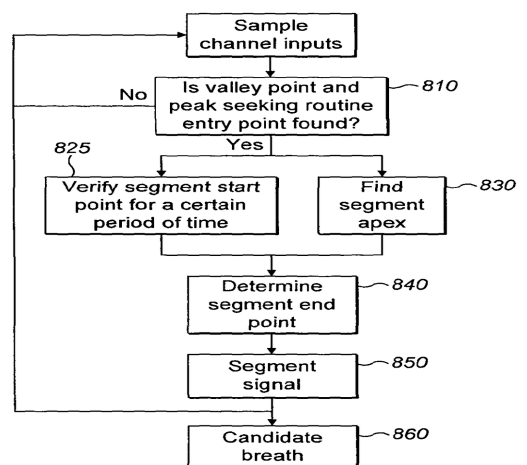 Sample
channel inputs
Is valley point and
peak seeking routine
entry point found?
810
No
Yes
825
Verify segment start
point for a certain
period of time
Find
segment
apex
830
Determine
segment end
point
840
Segment
signal
850
Candidate
breath
860